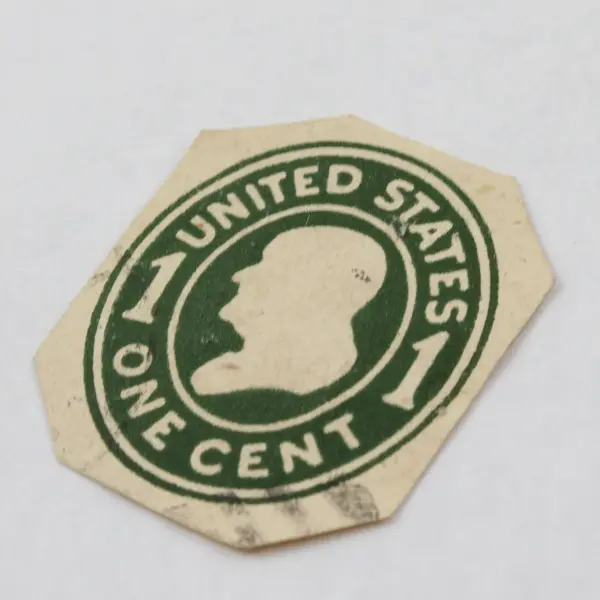 UNITED STATES
1 1
ONE CENT